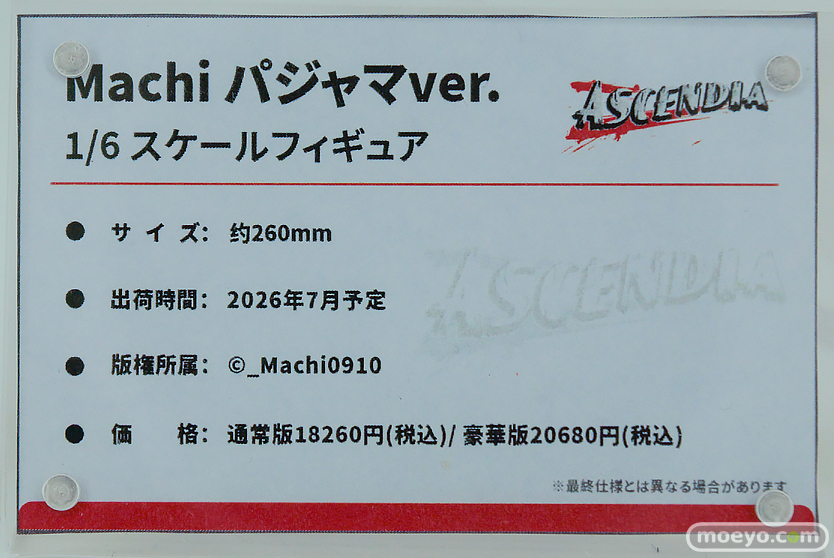 Machi パジャマver.
ASCENDIA
1/6 スケールフィギュア
● サイズ： 约260mm
ASCENDIA
● 出荷時間： 2026年7月予定
● 版権所属： ©_Machi0910
● 価格： 通常版18260円(税込)/ 豪華版20680円(税込)
※最終仕様とは異なる場合があります
moeyo.com